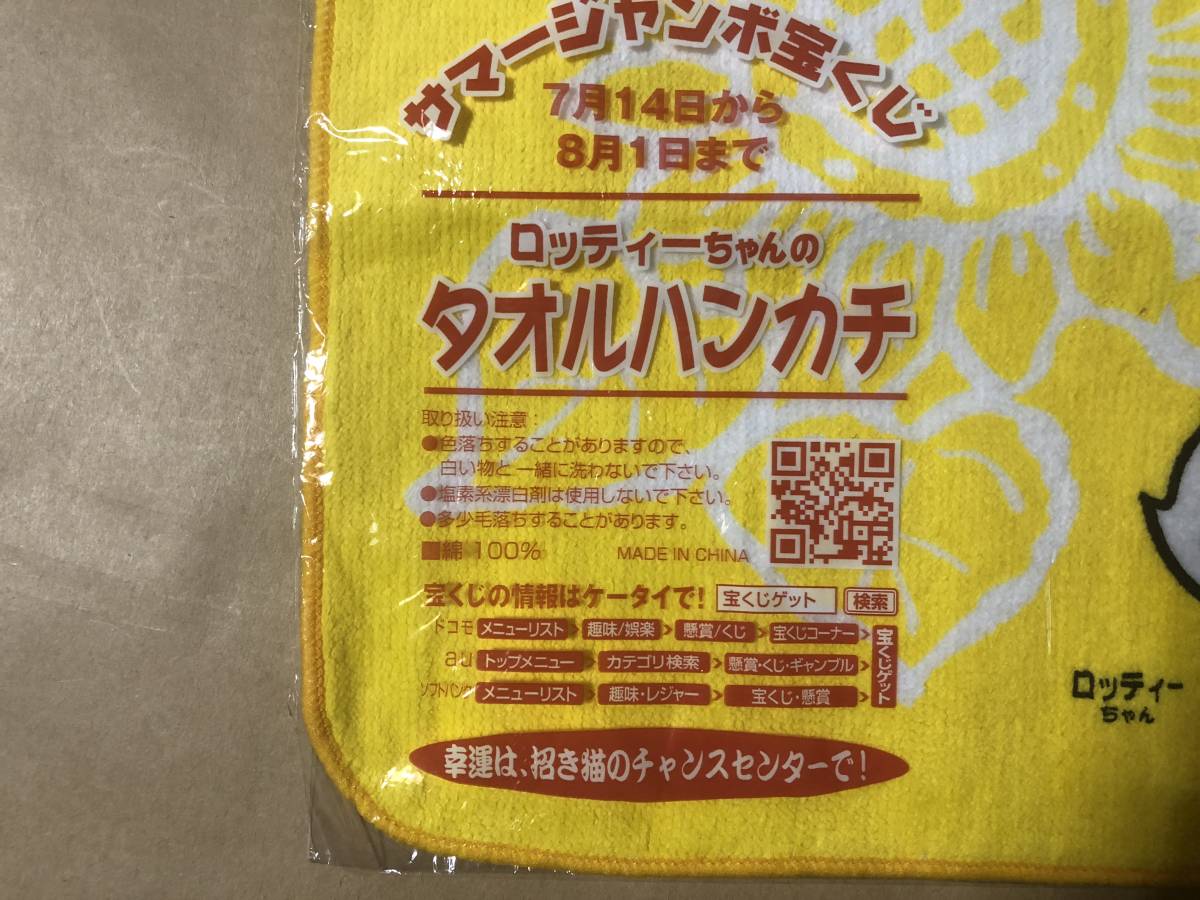 サマージャンボ宝くじ
7月14日から
8月1日まで
ロッティーちゃんの
タオルハンカチ
取り扱い注意：
●色落ちすることがありますので、
白い物と一緒に洗わないで下さい。
●塩素系漂白剤は使用しないで下さい。
●多少毛落ちすることがあります。
■綿 100% MADE IN CHINA
宝くじの情報はケータイで! 宝くじゲット 検索
ドコモ メニューリスト 趣味/娯楽 懸賞/くじ 宝くじコーナー
au トップメニュー カテゴリ検索 懸賞・くじ・ギャンブル
ソフトバンク メニューリスト 趣味・レジャー 宝くじ・懸賞
宝くじゲット
幸運は、招き猫のチャンスセンターで!
ロッティー
ちゃん